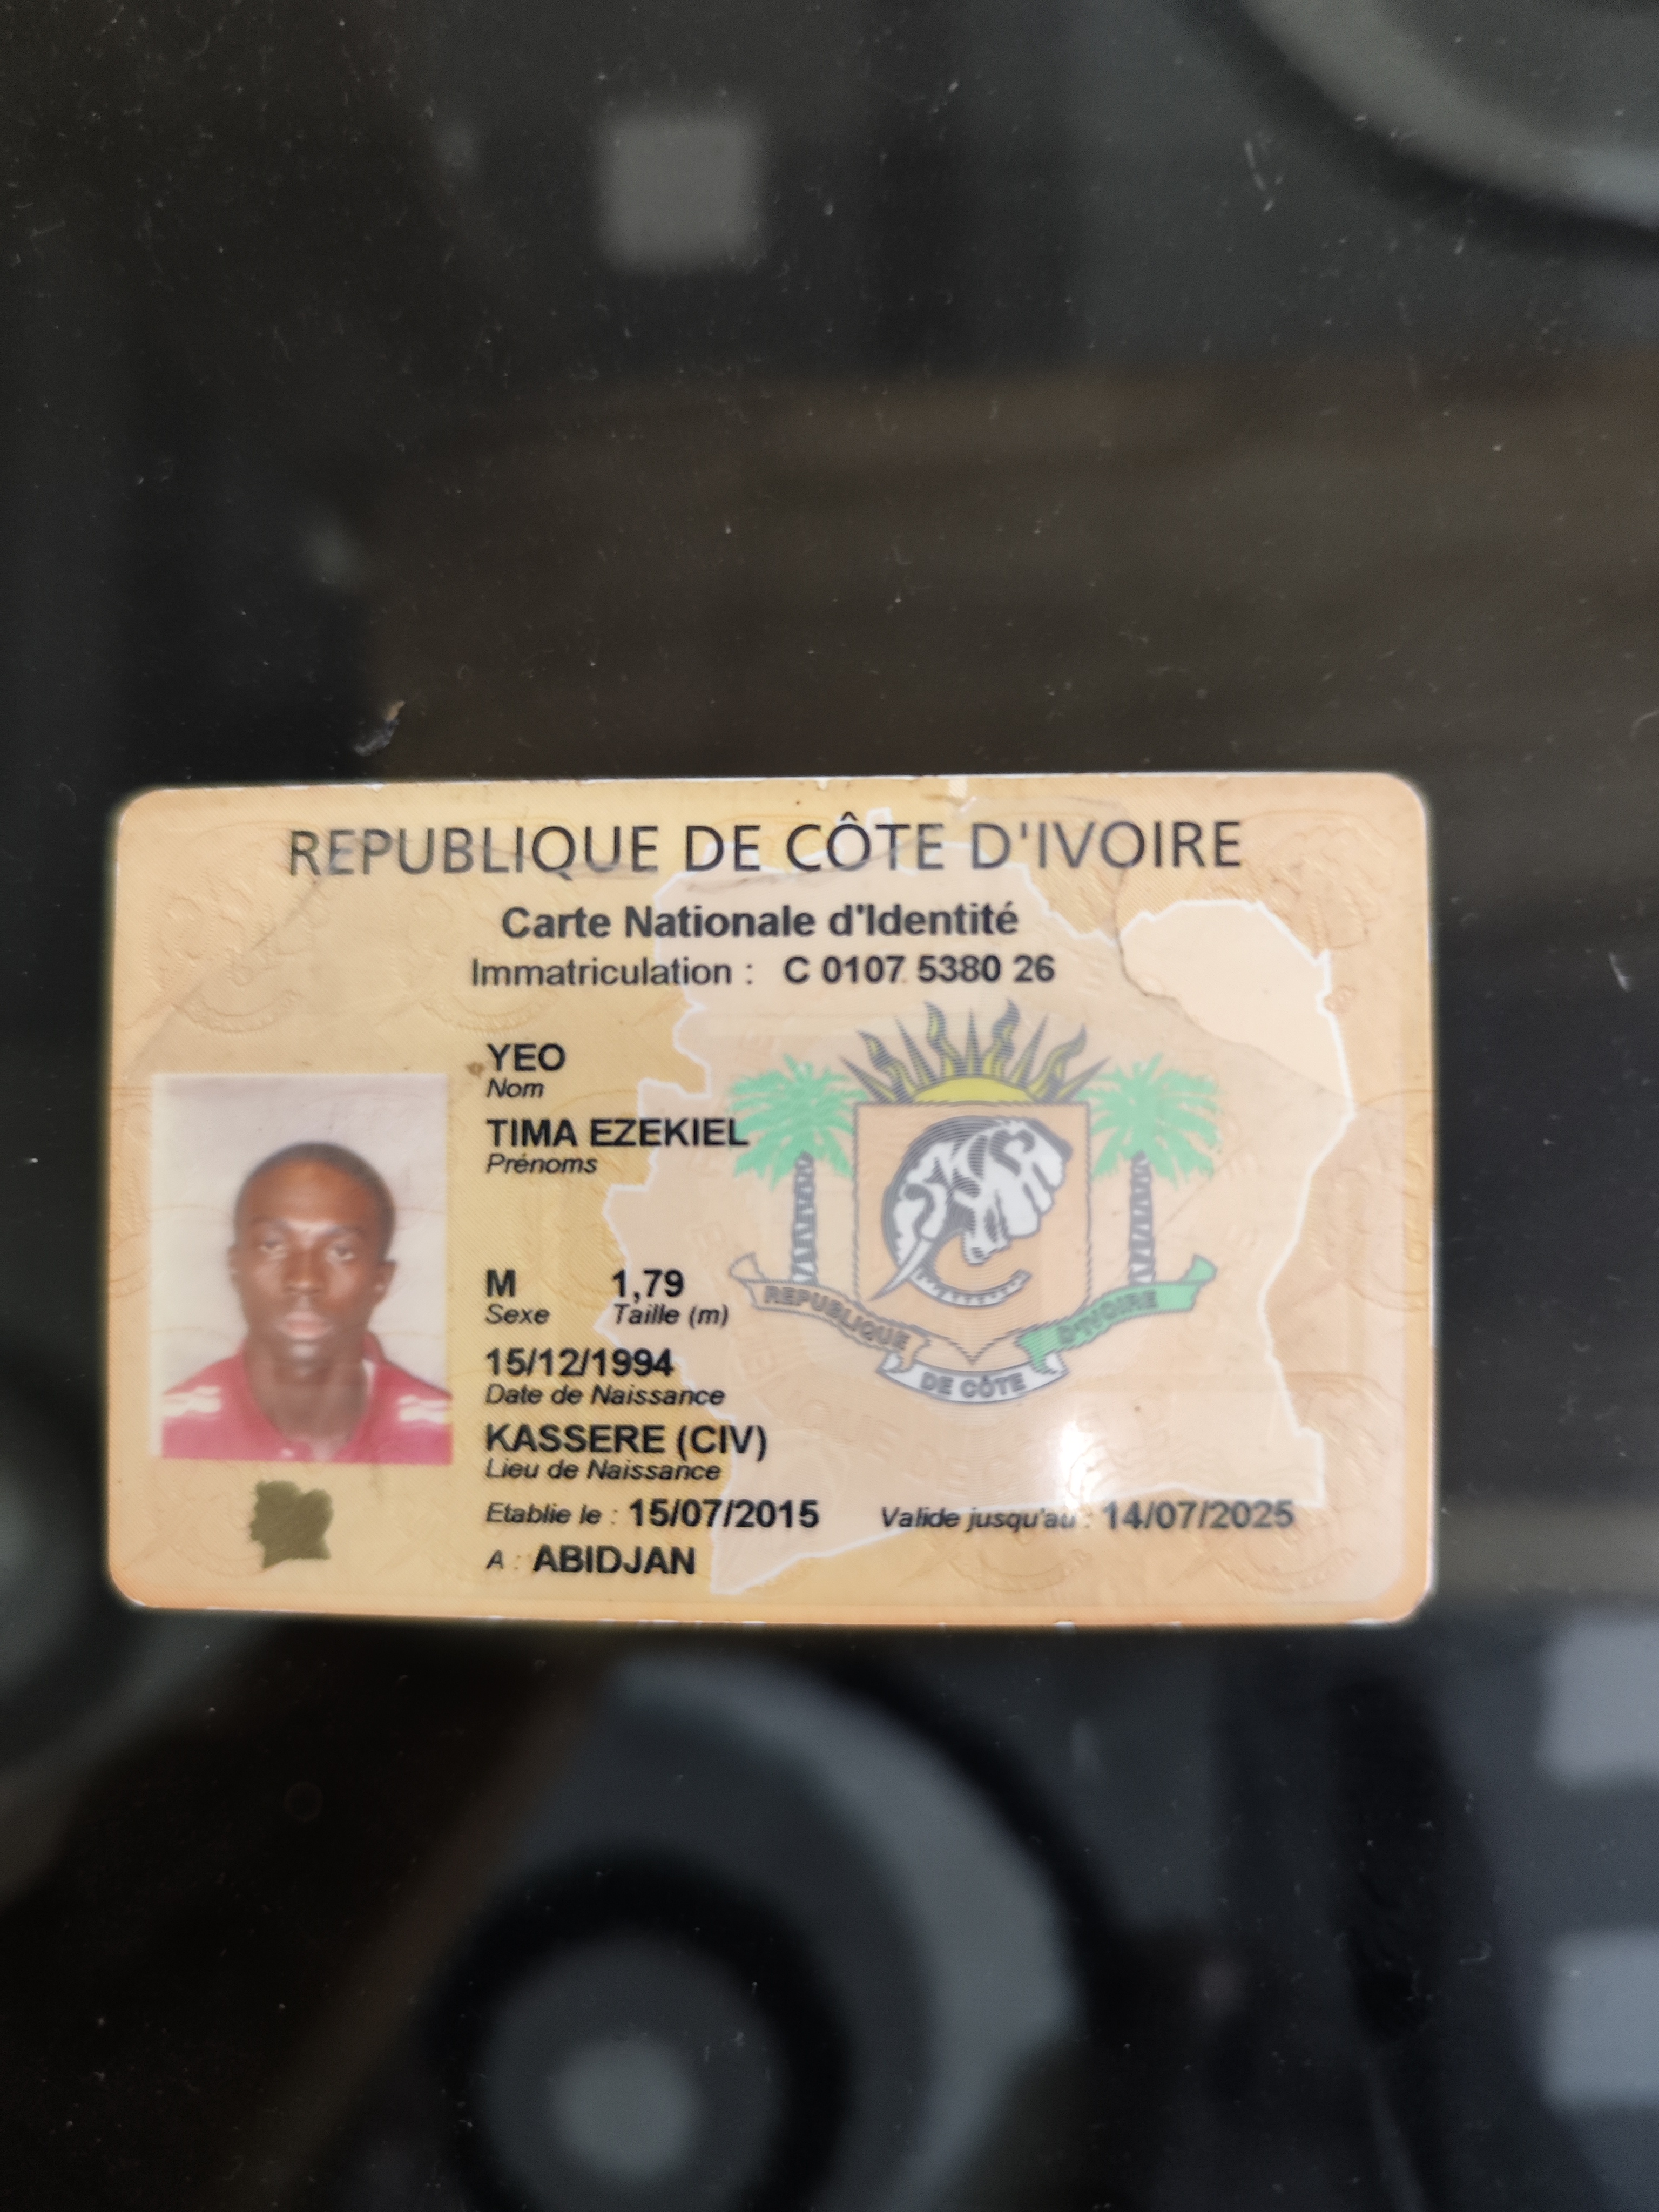 REPUBLIQUE DE CÔTE D'IVOIRE
Carte Nationale d'Identité
Immatriculation : C 0107 5380 26
YEO
Nom
TIMA EZEKIEL
Prénoms
M 1,79
Sexe Taille (m)
15/12/1994
Date de Naissance
KASSERE (CIV)
Lieu de Naissance
Etablie le : 15/07/2015 Valide jusqu'au : 14/07/2025
A : ABIDJAN
REPUBLIQUE DE CÔTE D'IVOIRE